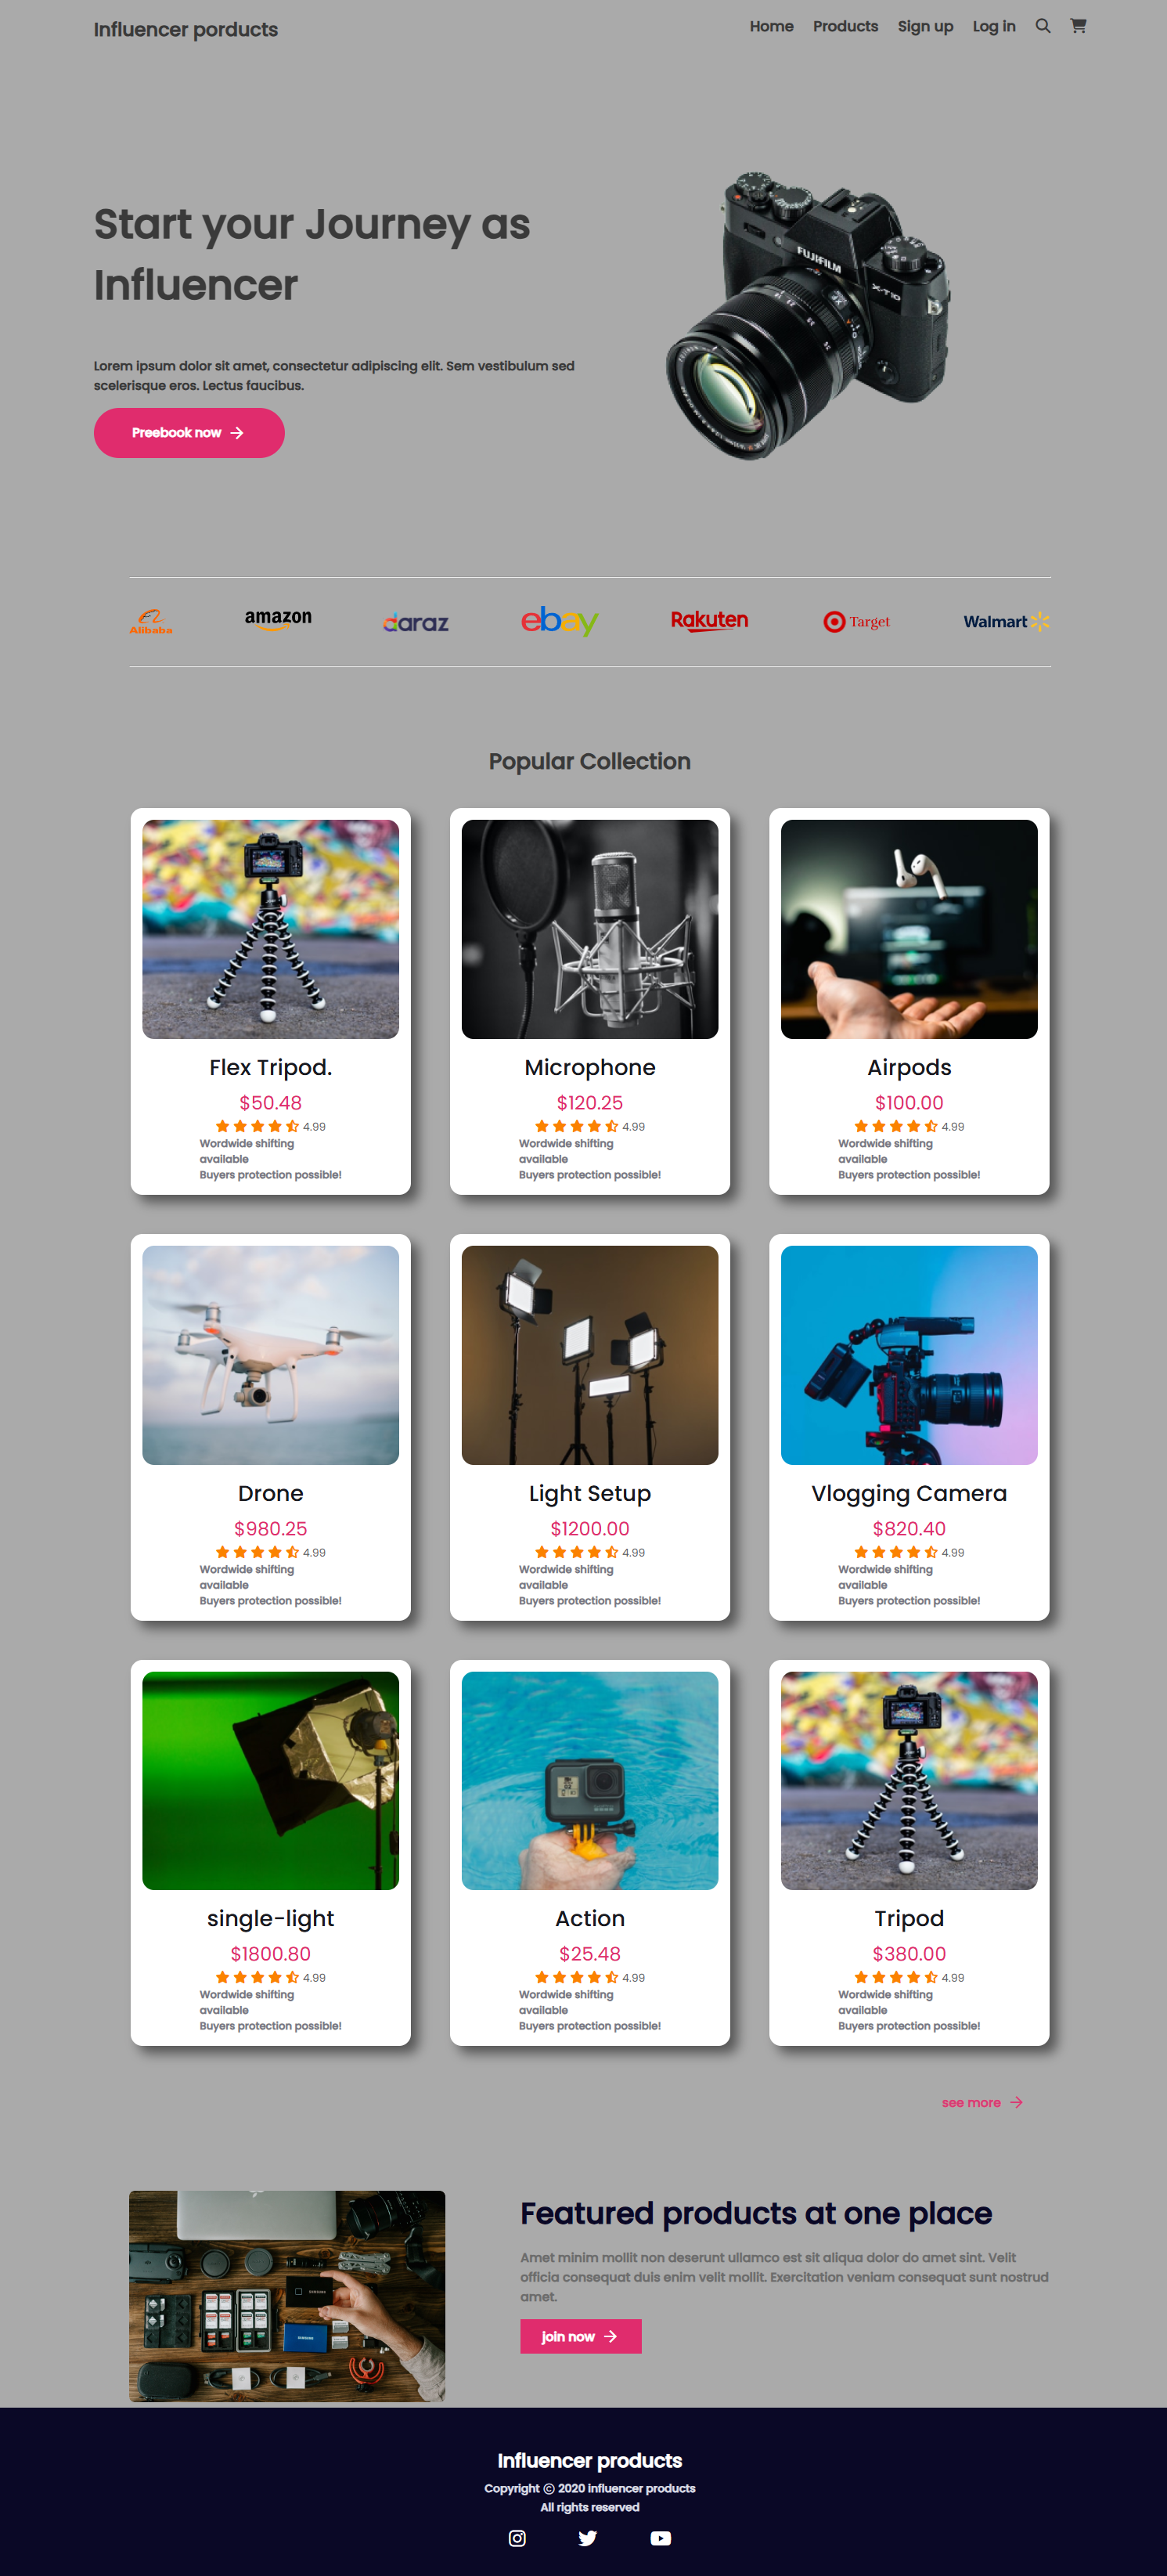 Influencer porducts
Home Products Sign up Log in
Start your Journey as
Influencer
FUJIFILM
X-T10
Lorem ipsum dolor sit amet, consectetur adipiscing elit. Sem vestibulum sed
scelerisque eros. Lectus faucibus.
Preebook now
Alibaba amazon daraz ebay Rakuten Target Walmart
Popular Collection
Flex Tripod.
$50.48
4.99
Wordwide shifting
available
Buyers protection possible!
Microphone
$120.25
4.99
Wordwide shifting
available
Buyers protection possible!
Airpods
$100.00
4.99
Wordwide shifting
available
Buyers protection possible!
Drone
$980.25
4.99
Wordwide shifting
available
Buyers protection possible!
Light Setup
$1200.00
4.99
Wordwide shifting
available
Buyers protection possible!
Vlogging Camera
$820.40
4.99
Wordwide shifting
available
Buyers protection possible!
single-light
$1800.80
4.99
Wordwide shifting
available
Buyers protection possible!
Action
$25.48
4.99
Wordwide shifting
available
Buyers protection possible!
Tripod
$380.00
4.99
Wordwide shifting
available
Buyers protection possible!
see more
Featured products at one place
Amet minim mollit non deserunt ullamco est sit aliqua dolor do amet sint. Velit
officia consequat duis enim velit mollit. Exercitation veniam consequat sunt nostrud
amet.
join now
Influencer products
Copyright © 2020 influencer products
All rights reserved